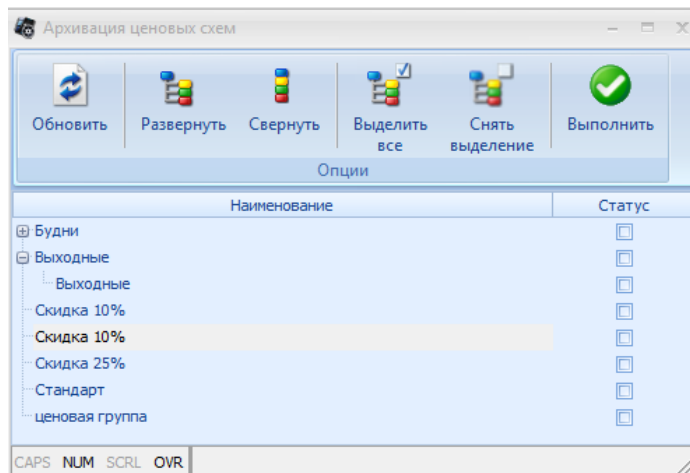 Архивация ценовых схем
Обновить
Развернуть
Свернуть
Выделить
все
Снять
выделение
Выполнить
Опции
Наименование Статус
Будни
Выходные
Выходные
Скидка 10%
Скидка 10%
Скидка 25%
Стандарт
ценовая группа
CAPS NUM SCRL OVR